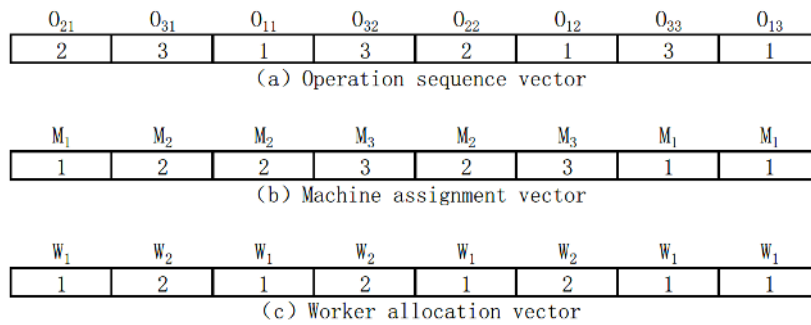 O₂₁ O₃₁ O₁₁ O₃₂ O₂₂ O₁₂ O₃₃ O₁₃
2 3 1 3 2 1 3 1
(a) Operation sequence vector
M₁ M₂ M₂ M₃ M₂ M₃ M₁ M₁
1 2 2 3 2 3 1 1
(b) Machine assignment vector
W₁ W₂ W₁ W₂ W₁ W₂ W₁ W₁
1 2 1 2 1 2 1 1
(c) Worker allocation vector